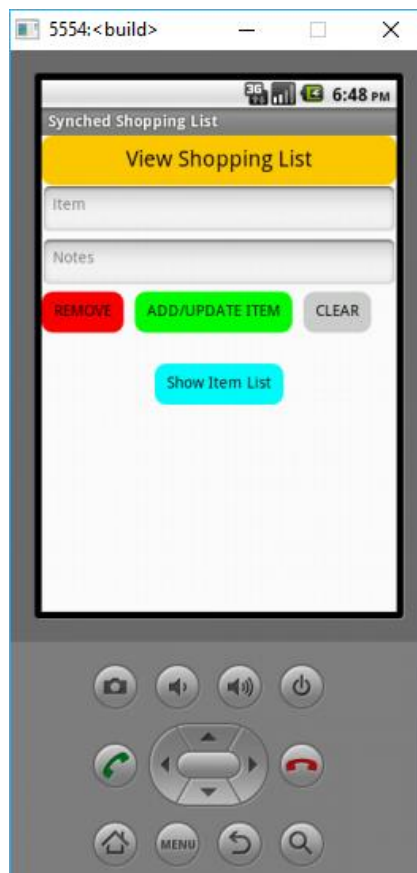 5554:<build>
3G 6:48 PM
Synched Shopping List
View Shopping List
Item
Notes
REMOVE ADD/UPDATE ITEM CLEAR
Show Item List
MENU